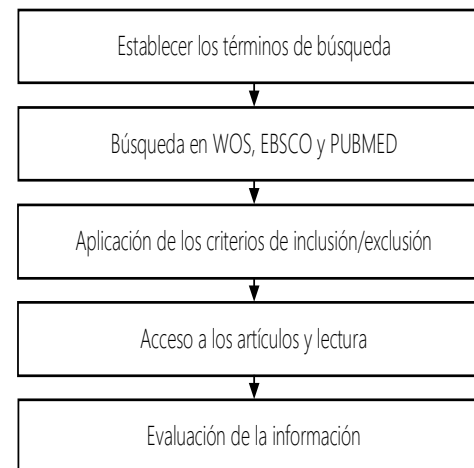 Establecer los términos de búsqueda
Búsqueda en WOS, EBSCO y PUBMED
Aplicación de los criterios de inclusión/exclusión
Acceso a los artículos y lectura
Evaluación de la información